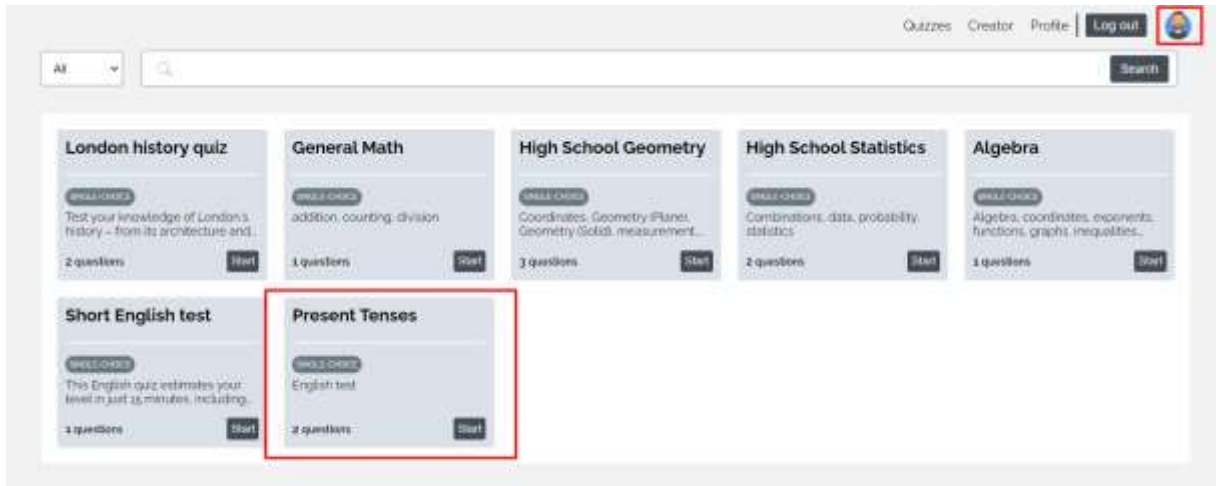 Quizzes Creator Profile Log out
All Search
London history quiz
SINGLE-CHOICE
Test your knowledge of London's
history – from its architecture and...
2 questions Start
General Math
SINGLE-CHOICE
addition, counting, division
1 questions Start
High School Geometry
SINGLE-CHOICE
Coordinates, Geometry (Plane),
Geometry (Solid), measurement...
3 questions Start
High School Statistics
SINGLE-CHOICE
Combinations, data, probability,
statistics
2 questions Start
Algebra
SINGLE-CHOICE
Algebra, coordinates, exponents,
functions, graphs, inequalities...
1 questions Start
Short English test
SINGLE-CHOICE
This English quiz estimates your
level in just 15 minutes, including...
1 questions Start
Present Tenses
SINGLE-CHOICE
English test
2 questions Start